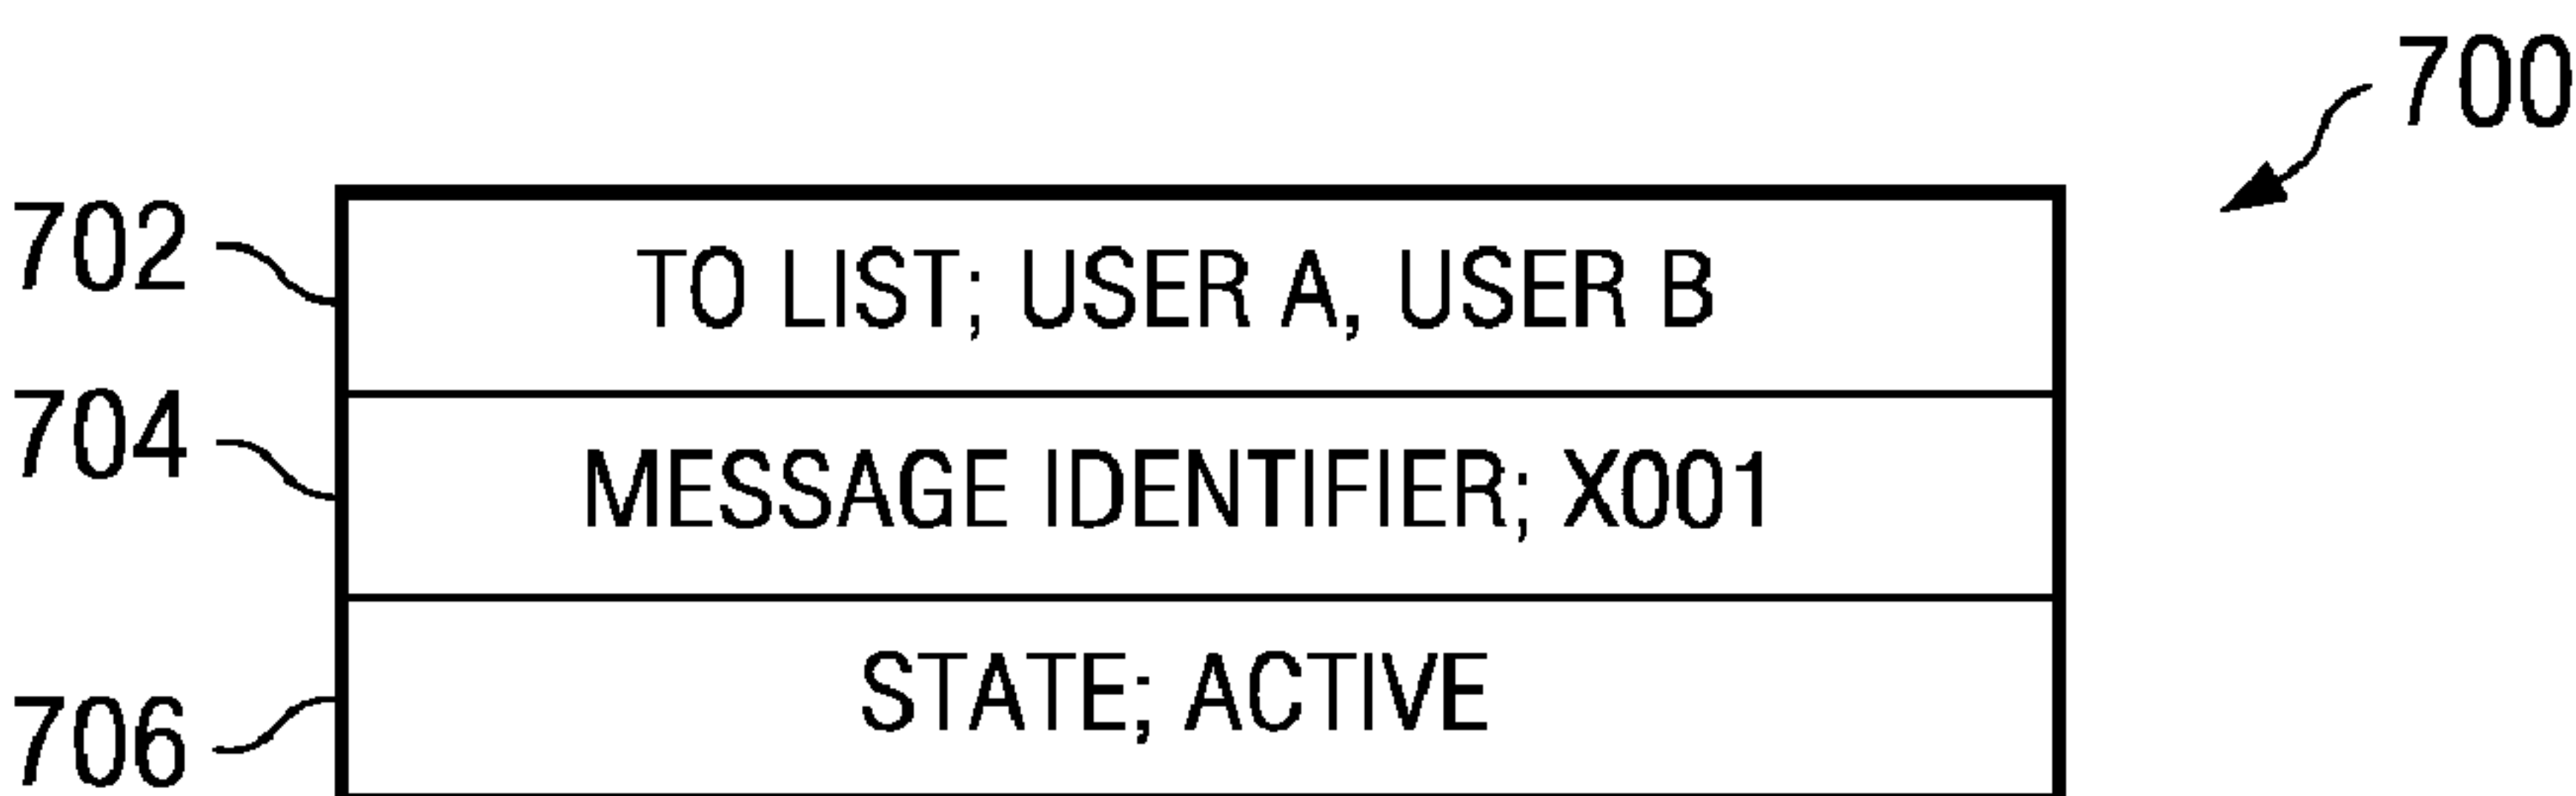 700
702 TO LIST; USER A, USER B
704 MESSAGE IDENTIFIER; X001
706 STATE; ACTIVE